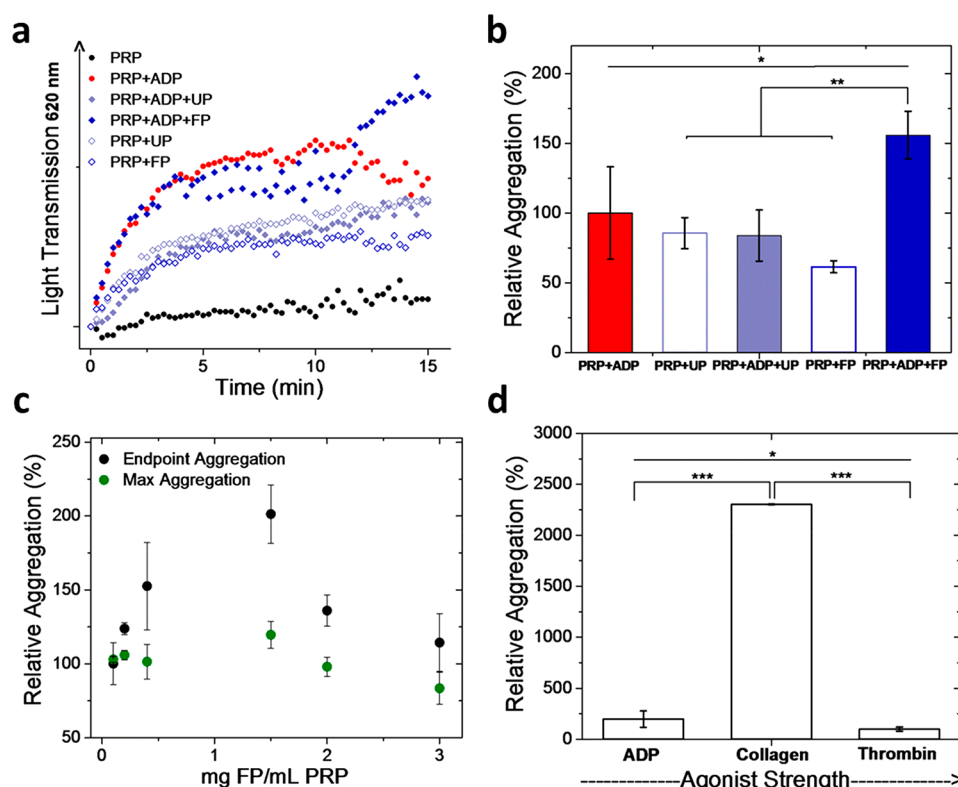 a
Light Transmission 620 nm
PRP
PRP+ADP
PRP+ADP+UP
PRP+ADP+FP
PRP+UP
PRP+FP
0 5 10 15
Time (min)
b
Relative Aggregation (%)
200
150
100
50
0
*
**
PRP+ADP PRP+UP PRP+ADP+UP PRP+FP PRP+ADP+FP
c
Relative Aggregation (%)
250
200
150
100
50
Endpoint Aggregation
Max Aggregation
0 1 2 3
mg FP/mL PRP
d
Relative Aggregation (%)
3000
2500
2000
1500
1000
500
0
*
*** ***
ADP Collagen Thrombin
Agonist Strength